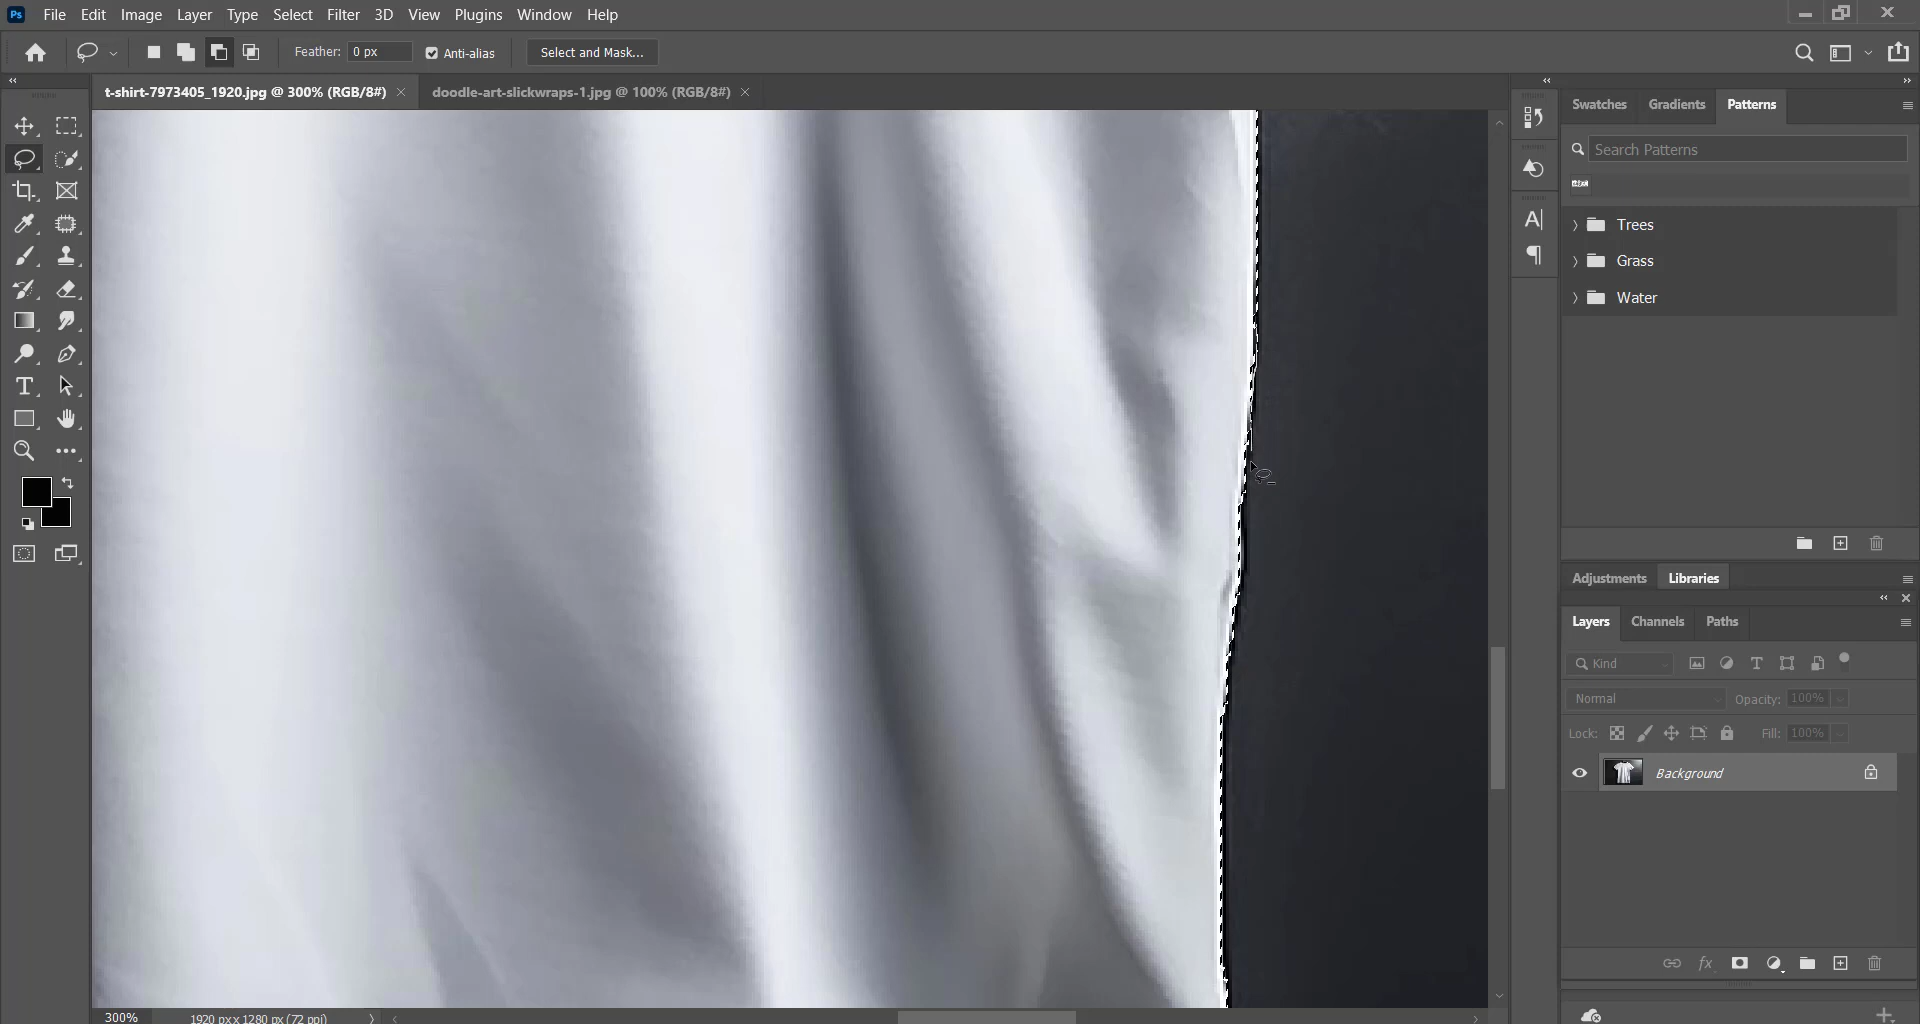 Ps File Edit Image Layer Type Select Filter 3D View Plugins Window Help
Feather: 0 px Anti-alias Select and Mask...
t-shirt-7973405_1920.jpg @ 300% (RGB/8#) doodle-art-slickwraps-1.jpg @ 100% (RGB/8#)
Swatches Gradients Patterns
Search Patterns
Trees
Grass
Water
Adjustments Libraries
Layers Channels Paths
Kind
Normal Opacity: 100%
Lock: Fill: 100%
Background
300% 1920 px x 1280 px (72 ppi)